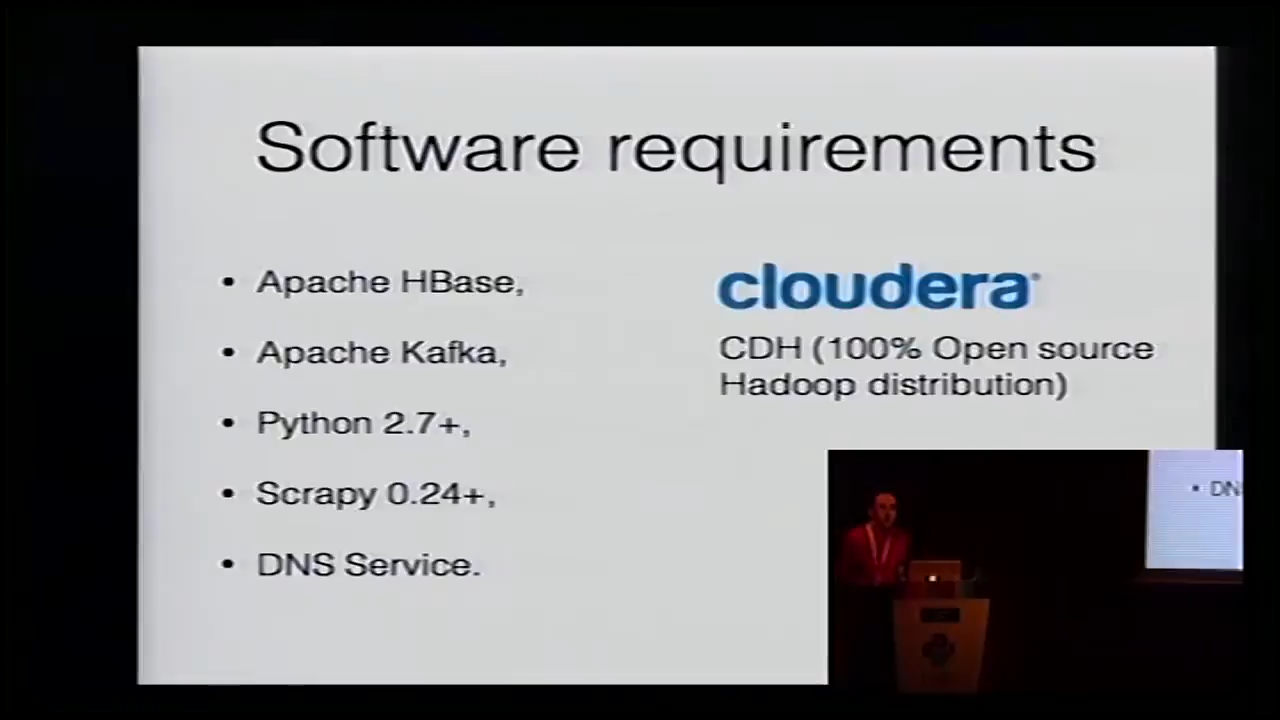 Software requirements
• Apache HBase,
• Apache Kafka,
• Python 2.7+,
• Scrapy 0.24+,
• DNS Service.
cloudera
CDH (100% Open source
Hadoop distribution)
• DN